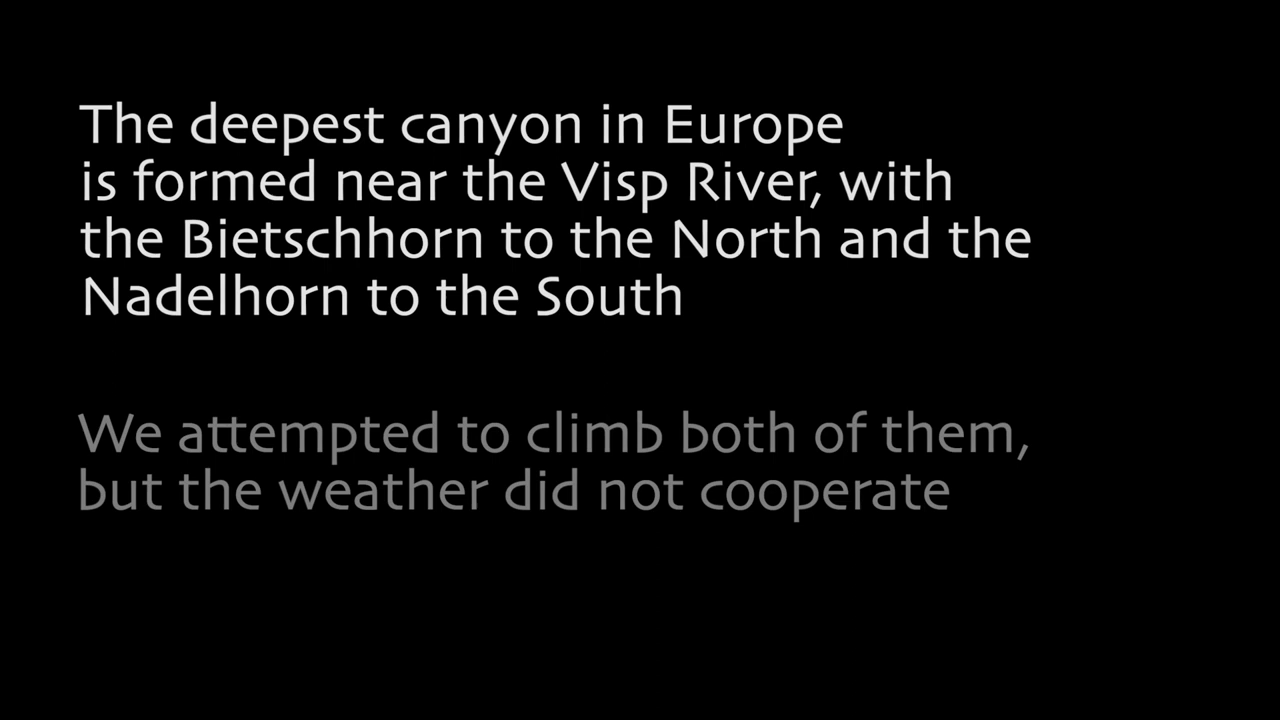 The deepest canyon in Europe
is formed near the Visp River, with
the Bietschhorn to the North and the
Nadelhorn to the South
We attempted to climb both of them,
but the weather did not cooperate